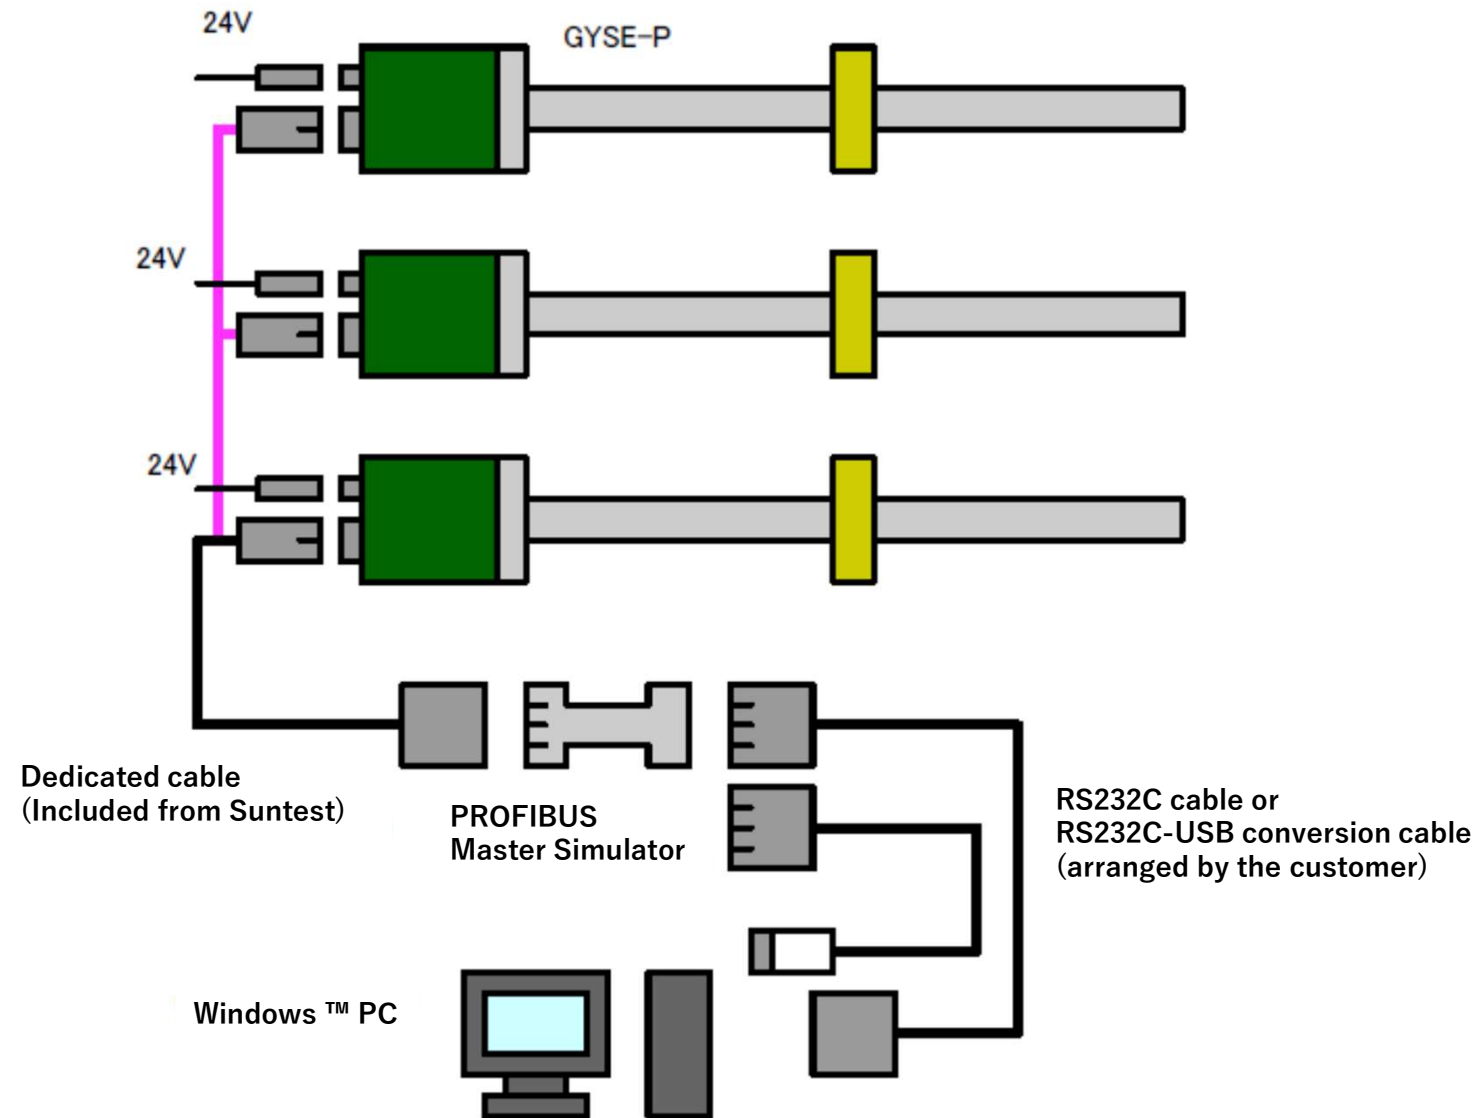 24V
GYSE-P
24V
24V
Dedicated cable
(Included from Suntest)
PROFIBUS
Master Simulator
RS232C cable or
RS232C-USB conversion cable
(arranged by the customer)
Windows ™ PC